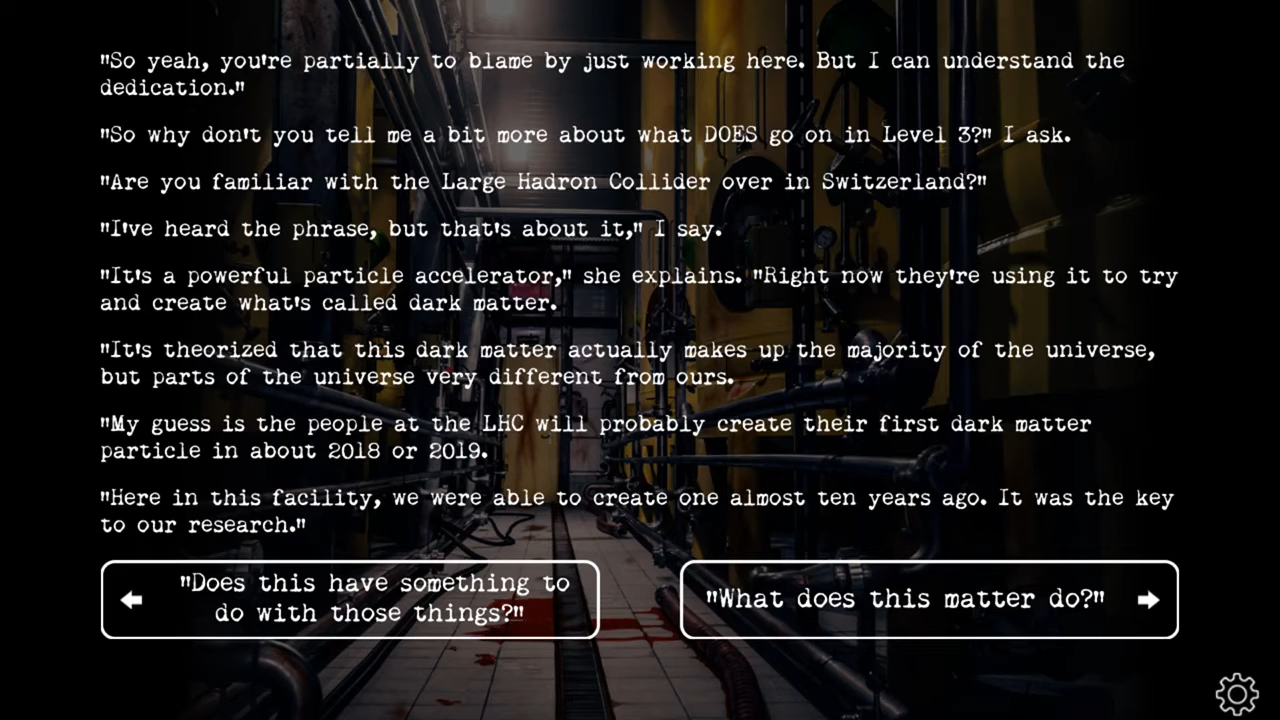 "So yeah, you're partially to blame by just working here. But I can understand the
dedication."
"So why don't you tell me a bit more about what DOES go on in Level 3?" I ask.
"Are you familiar with the Large Hadron Collider over in Switzerland?"
"I've heard the phrase, but that's about it," I say.
"It's a powerful particle accelerator," she explains. "Right now they're using it to try
and create what's called dark matter.
"It's theorized that this dark matter actually makes up the majority of the universe,
but parts of the universe very different from ours.
"My guess is the people at the LHC will probably create their first dark matter
particle in about 2018 or 2019.
"Here in this facility, we were able to create one almost ten years ago. It was the key
to our research."
"Does this have something to
do with those things?"
"What does this matter do?"